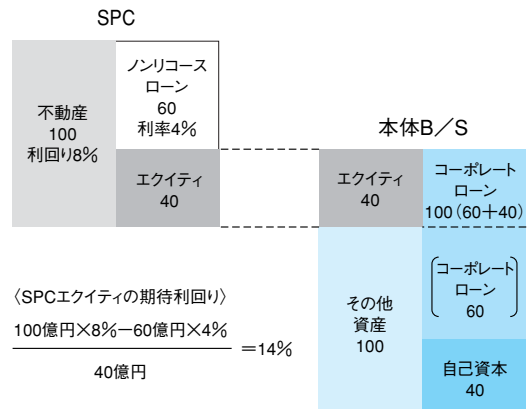 SPC
不動産
100
利回り8%
ノンリコース
ローン
60
利率4%
エクイティ
40
本体B／S
エクイティ
40
コーポレート
ローン
100（60＋40）
その他
資産
100
コーポレート
ローン
60
自己資本
40
〈SPCエクイティの期待利回り〉
100億円×8%－60億円×4%
40億円
＝14%